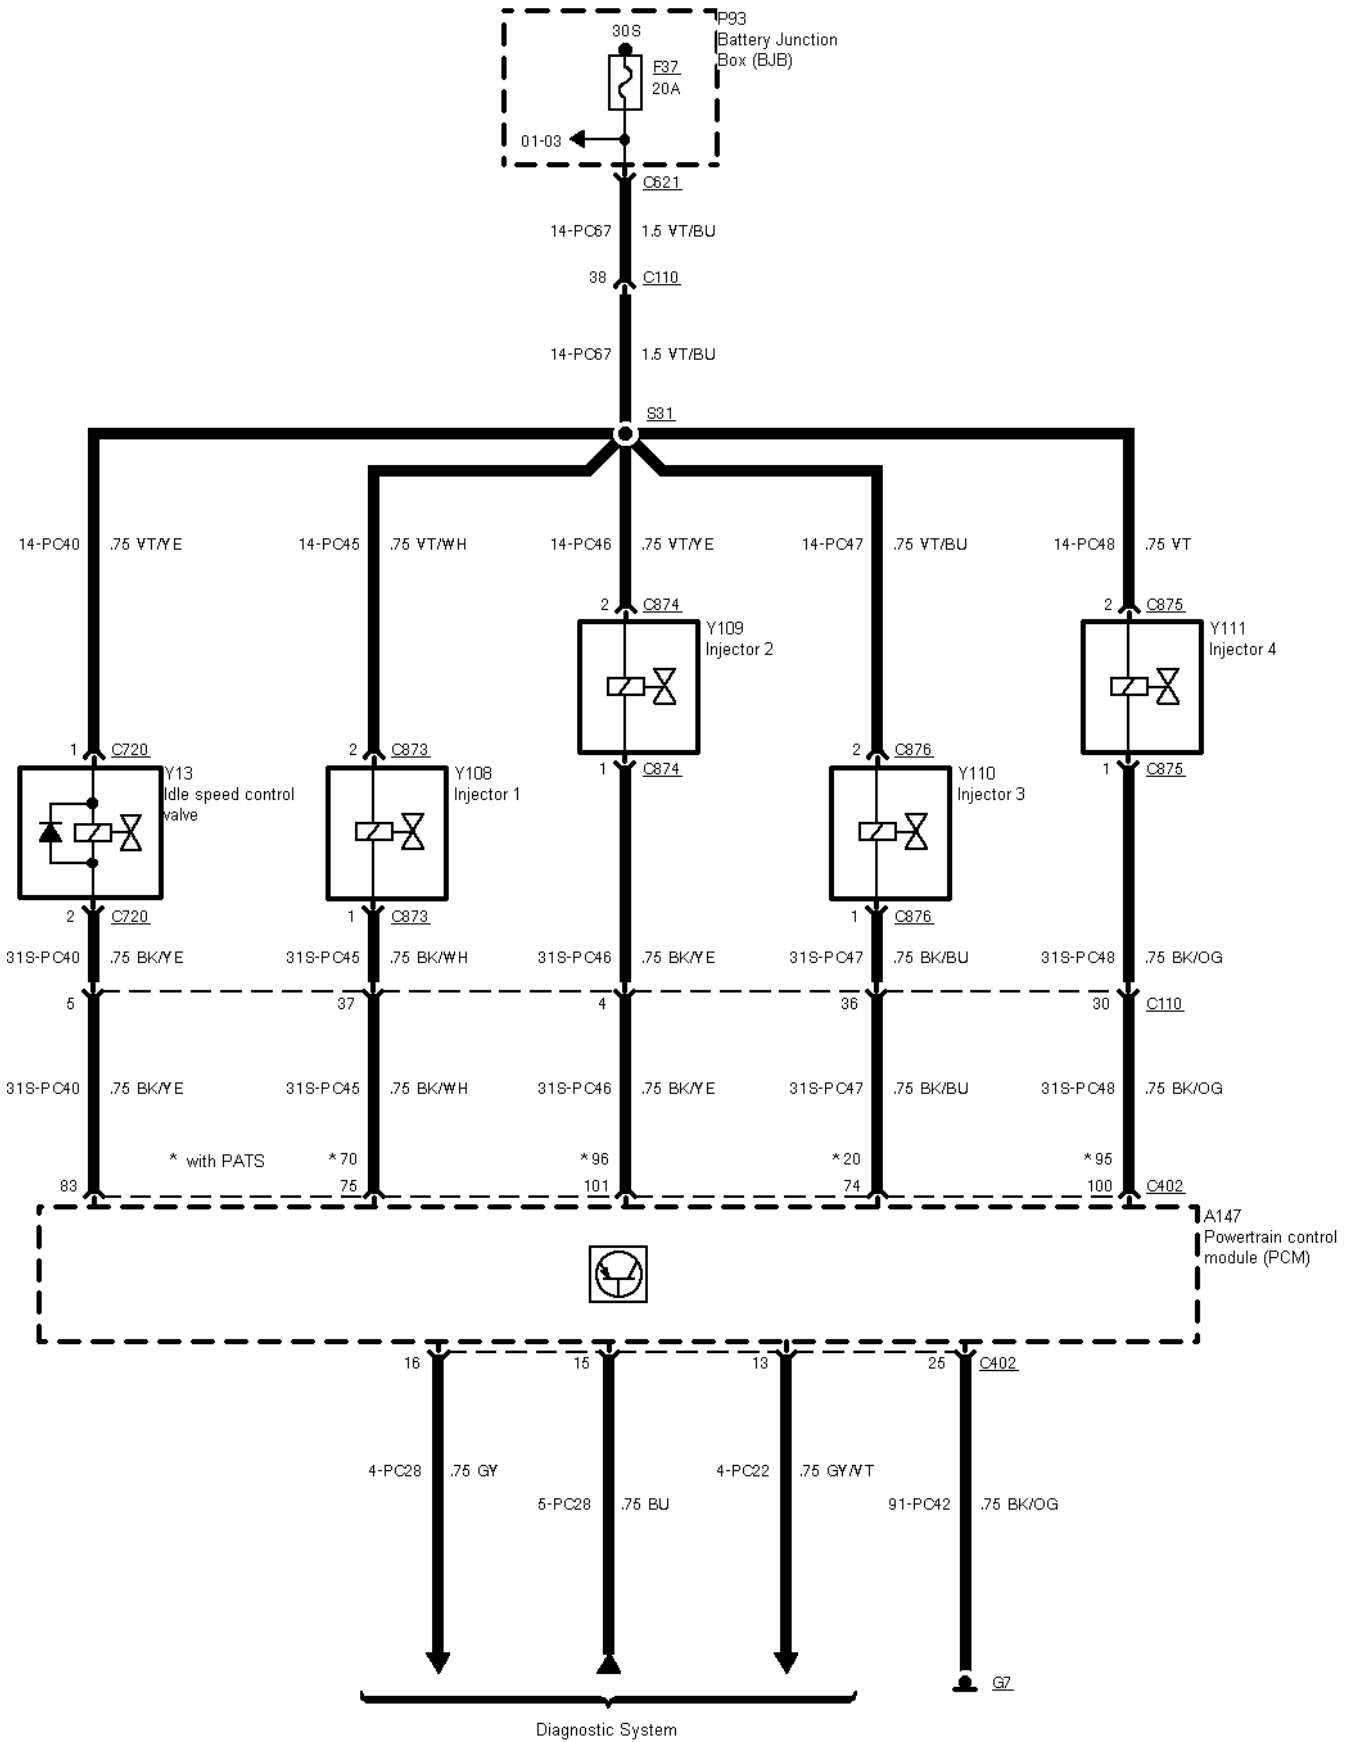 P93
Battery Junction
Box (BJB)
30S
F37
20A
01-03
C621
14-PC67 1.5 VT/BU
38 C110
14-PC67 1.5 VT/BU
S31
14-PC40 .75 VT/YE 14-PC45 .75 VT/WH 14-PC46 .75 VT/YE 14-PC47 .75 VT/BU 14-PC48 .75 VT
2 C874 2 C875
Y109
Injector 2
Y111
Injector 4
1 C720 2 C873 1 C874 2 C876 1 C875
Y13
Idle speed control
valve
Y108
Injector 1
Y110
Injector 3
2 C720 1 C873 1 C876
31S-PC40 .75 BK/YE 31S-PC45 .75 BK/WH 31S-PC46 .75 BK/YE 31S-PC47 .75 BK/BU 31S-PC48 .75 BK/OG
5 37 4 36 30 C110
31S-PC40 .75 BK/YE 31S-PC45 .75 BK/WH 31S-PC46 .75 BK/YE 31S-PC47 .75 BK/BU 31S-PC48 .75 BK/OG
* with PATS *70 *96 *20 *95
83 75 101 74 100 C402
A147
Powertrain control
module (PCM)
16 15 13 25 C402
4-PC28 .75 GY 4-PC22 .75 GY/VT
5-PC28 .75 BU 91-PC42 .75 BK/OG
G7
Diagnostic System